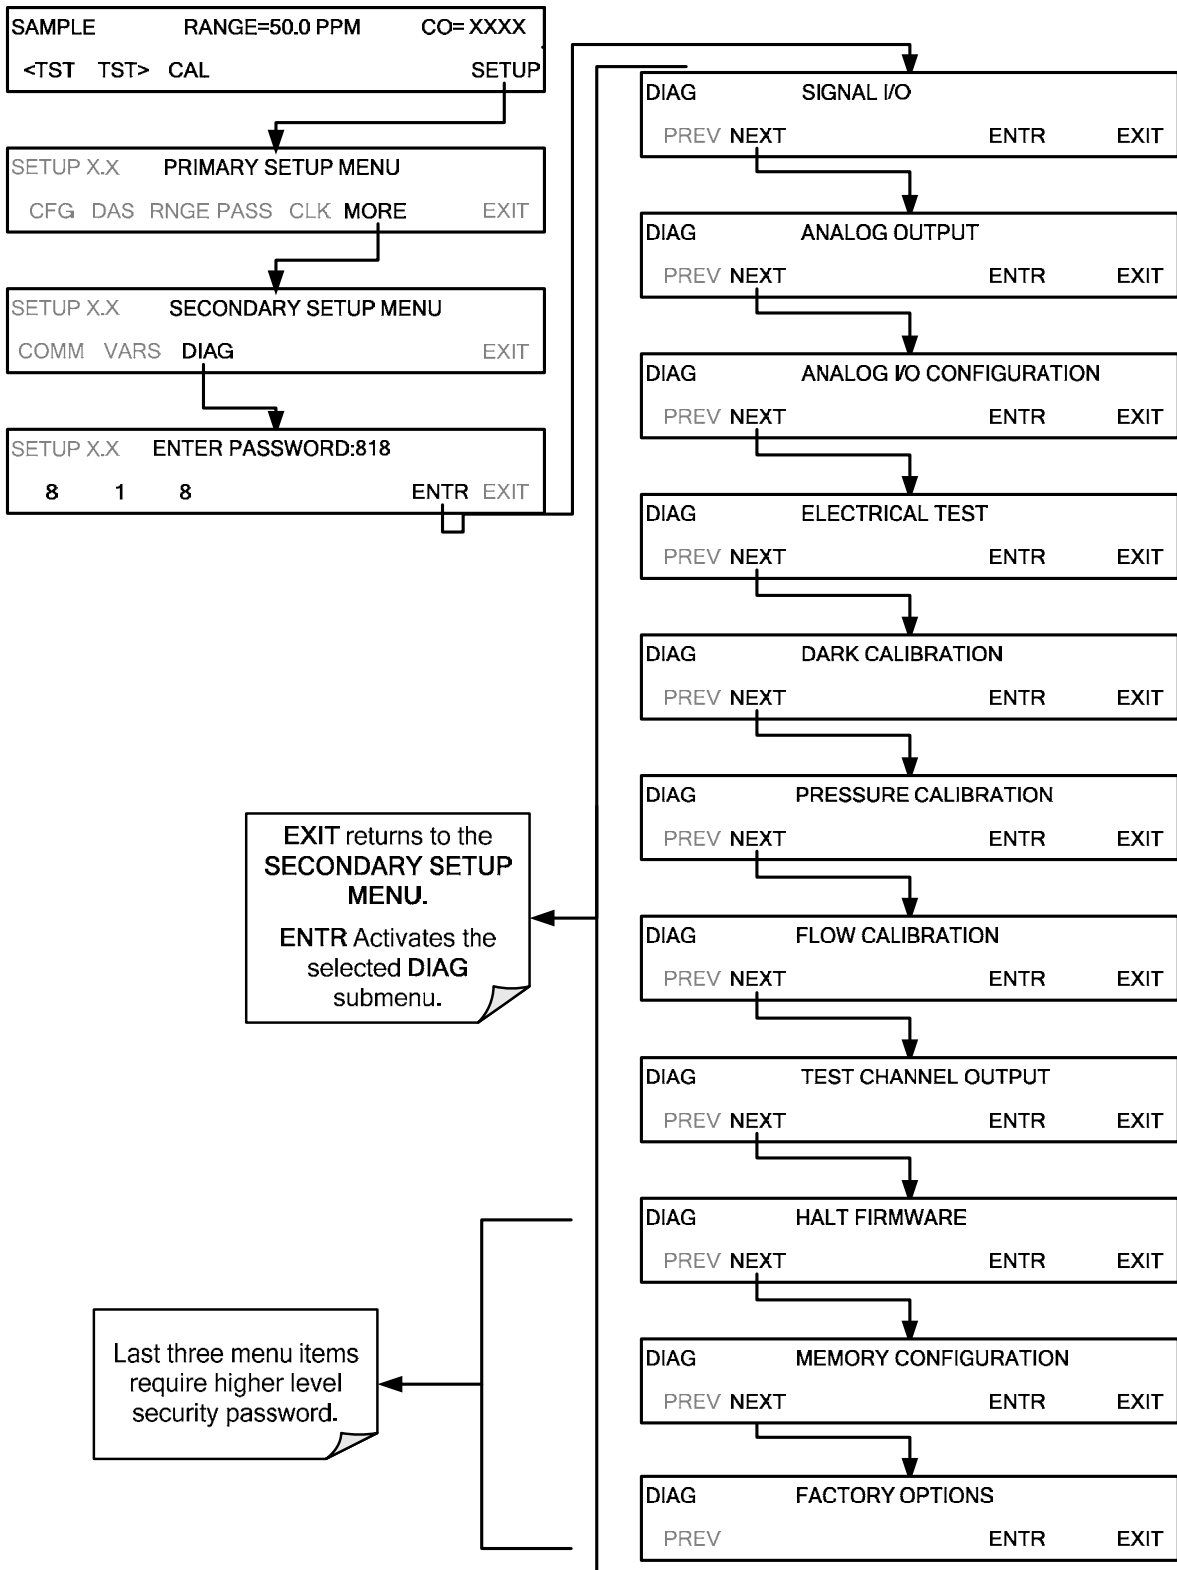 SAMPLE RANGE=50.0 PPM CO= XXXX
<TST TST> CAL SETUP
SETUP X.X PRIMARY SETUP MENU
CFG DAS RNGE PASS CLK MORE EXIT
SETUP X.X SECONDARY SETUP MENU
COMM VARS DIAG EXIT
SETUP X.X ENTER PASSWORD:818
8 1 8 ENTR EXIT
EXIT returns to the
SECONDARY SETUP
MENU.
ENTR Activates the
selected DIAG
submenu.
Last three menu items
require higher level
security password.
DIAG SIGNAL I/O
PREV NEXT ENTR EXIT
DIAG ANALOG OUTPUT
PREV NEXT ENTR EXIT
DIAG ANALOG I/O CONFIGURATION
PREV NEXT ENTR EXIT
DIAG ELECTRICAL TEST
PREV NEXT ENTR EXIT
DIAG DARK CALIBRATION
PREV NEXT ENTR EXIT
DIAG PRESSURE CALIBRATION
PREV NEXT ENTR EXIT
DIAG FLOW CALIBRATION
PREV NEXT ENTR EXIT
DIAG TEST CHANNEL OUTPUT
PREV NEXT ENTR EXIT
DIAG HALT FIRMWARE
PREV NEXT ENTR EXIT
DIAG MEMORY CONFIGURATION
PREV NEXT ENTR EXIT
DIAG FACTORY OPTIONS
PREV ENTR EXIT